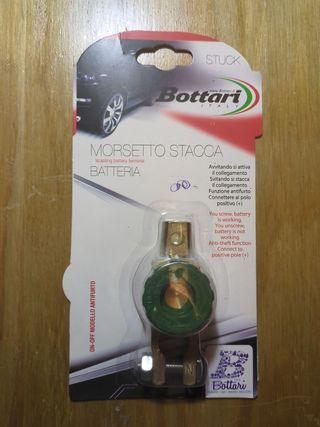 STUCK
Bottari
ITALY
MORSETTO STACCA
Isolating battery terminal
BATTERIA
Avvitando si attiva
il collegamento
Svitando si stacca
il collegamento
Funzione antifurto
Connettere al polo
positivo (+)
You screw, battery
is working.
You unscrew,
battery is not
working
Anti-theft function
Connect to
positive pole (+)
ON-OFF MODELLO ANTIFURTO
B
Bottari